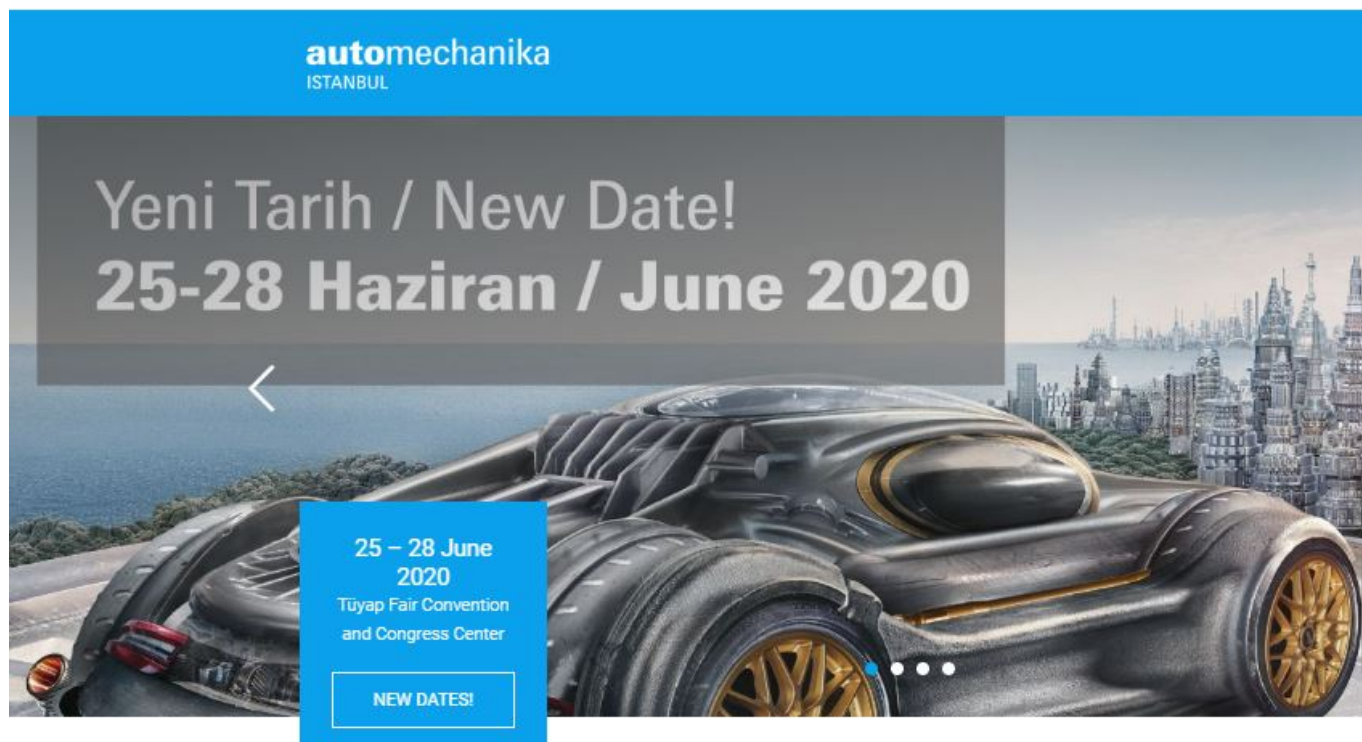 automechanika
ISTANBUL
Yeni Tarih / New Date!
25-28 Haziran / June 2020
25 – 28 June
2020
Tüyap Fair Convention
and Congress Center
NEW DATES!